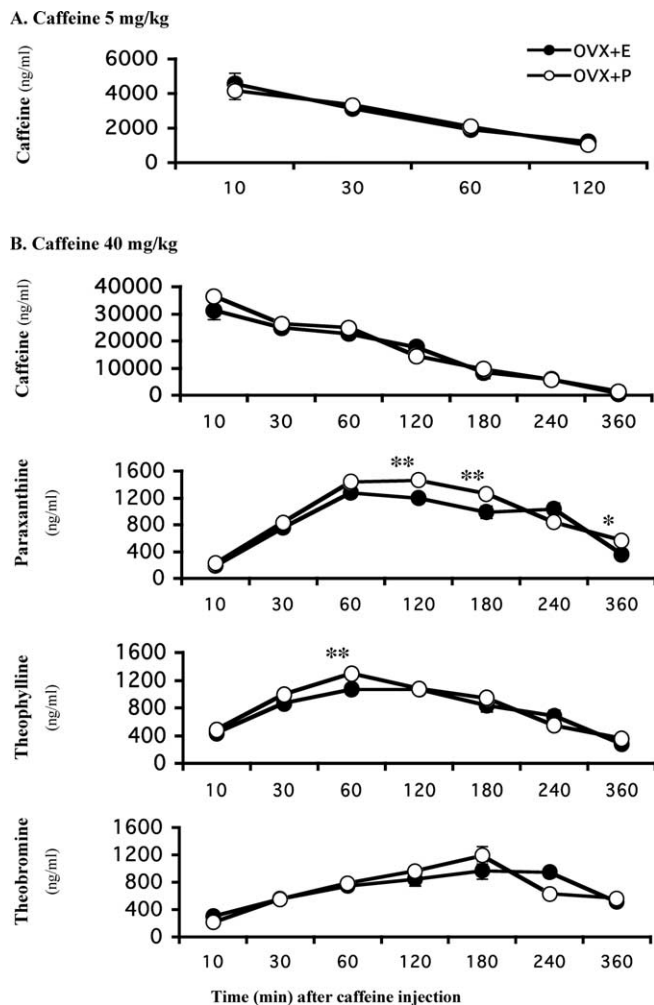 A. Caffeine 5 mg/kg
Caffeine (ng/ml)
6000
4000
2000
0
OVX+E
OVX+P
10 30 60 120
B. Caffeine 40 mg/kg
Caffeine (ng/ml)
40000
30000
20000
10000
0
10 30 60 120 180 240 360
Paraxanthine
(ng/ml)
1600
1200
800
400
0
** ** *
10 30 60 120 180 240 360
Theophylline
(ng/ml)
1600
1200
800
400
0
**
10 30 60 120 180 240 360
Theobromine
(ng/ml)
1600
1200
800
400
0
10 30 60 120 180 240 360
Time (min) after caffeine injection